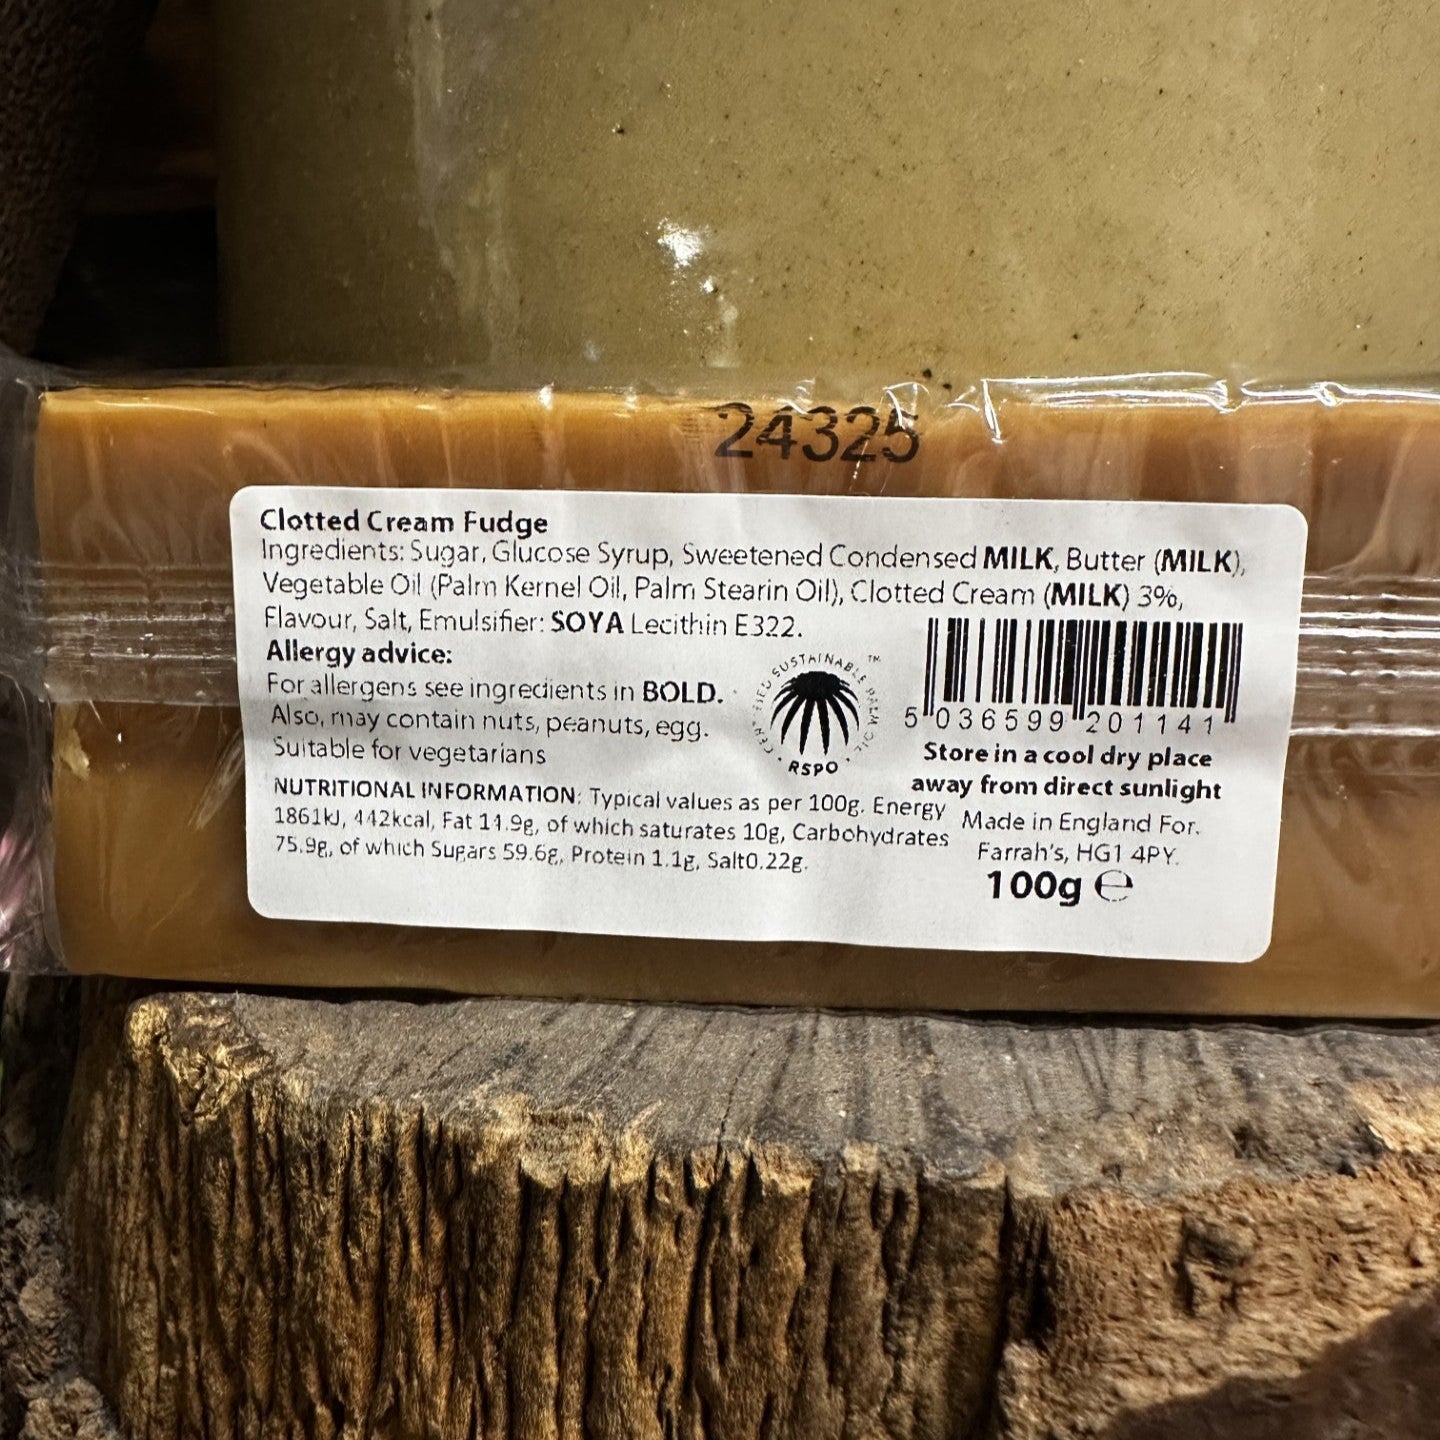 24325
Clotted Cream Fudge
Ingredients: Sugar, Glucose Syrup, Sweetened Condensed MILK, Butter (MILK),
Vegetable Oil (Palm Kernel Oil, Palm Stearin Oil), Clotted Cream (MILK) 3%,
Flavour, Salt, Emulsifier: SOYA Lecithin E322.
Allergy advice:
For allergens see ingredients in BOLD.
Also, may contain nuts, peanuts, egg.
Suitable for vegetarians
NUTRITIONAL INFORMATION: Typical values as per 100g. Energy
1861kJ, 442kcal, Fat 14.9g, of which saturates 10g, Carbohydrates
75.9g, of which Sugars 59.6g, Protein 1.1g, Salt0.22g.
CERTIFIED SUSTAINABLE PALM OIL ™
RSPO
5 036599 201141
Store in a cool dry place
away from direct sunlight
Made in England For.
Farrah's, HG1 4PY.
100g ℮